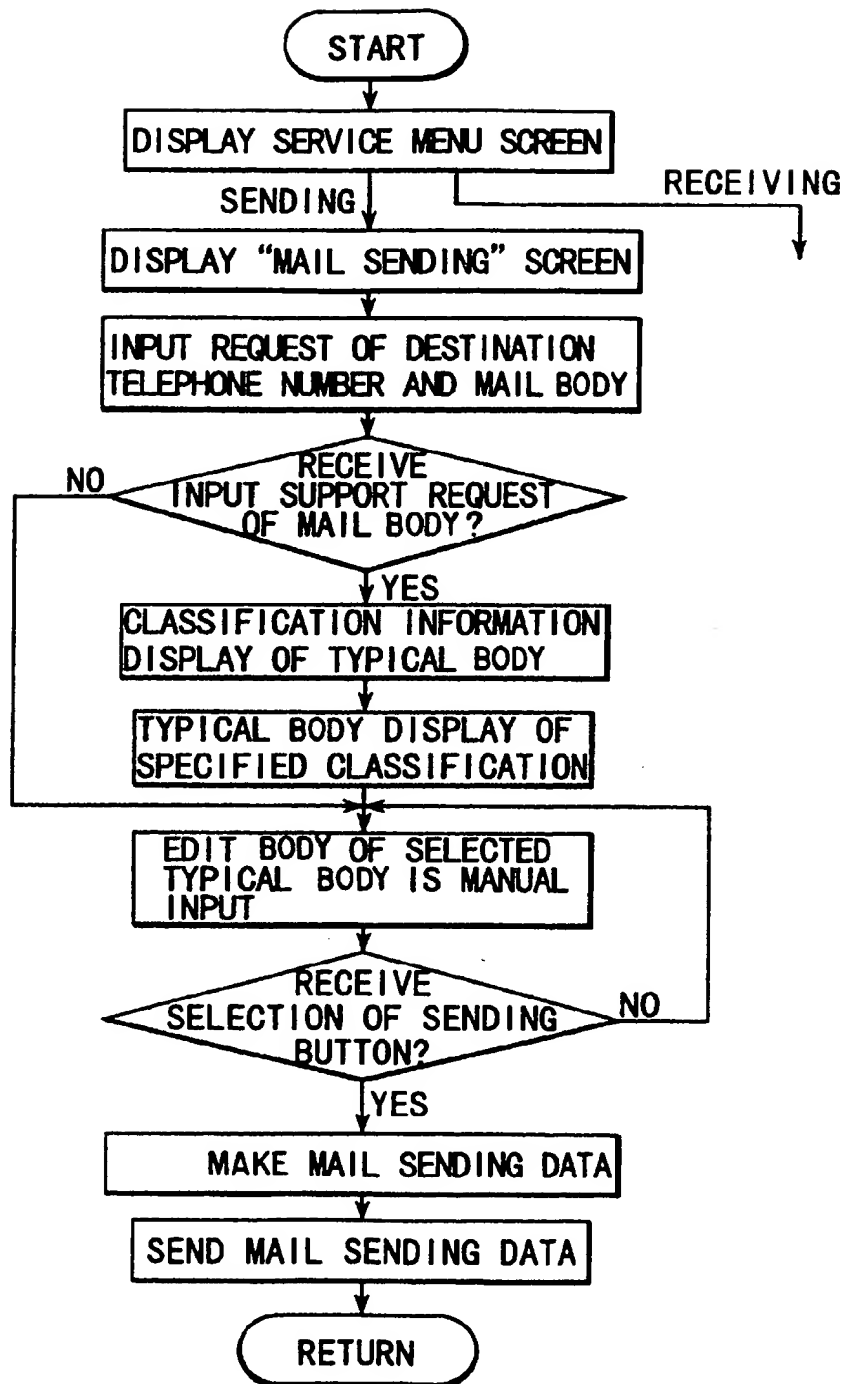 START
DISPLAY SERVICE MENU SCREEN
RECEIVING
SENDING
DISPLAY “MAIL SENDING” SCREEN
INPUT REQUEST OF DESTINATION
TELEPHONE NUMBER AND MAIL BODY
NO
RECEIVE
INPUT SUPPORT REQUEST
OF MAIL BODY?
YES
CLASSIFICATION INFORMATION
DISPLAY OF TYPICAL BODY
TYPICAL BODY DISPLAY OF
SPECIFIED CLASSIFICATION
EDIT BODY OF SELECTED
TYPICAL BODY IS MANUAL
INPUT
RECEIVE
SELECTION OF SENDING
BUTTON?
NO
YES
MAKE MAIL SENDING DATA
SEND MAIL SENDING DATA
RETURN